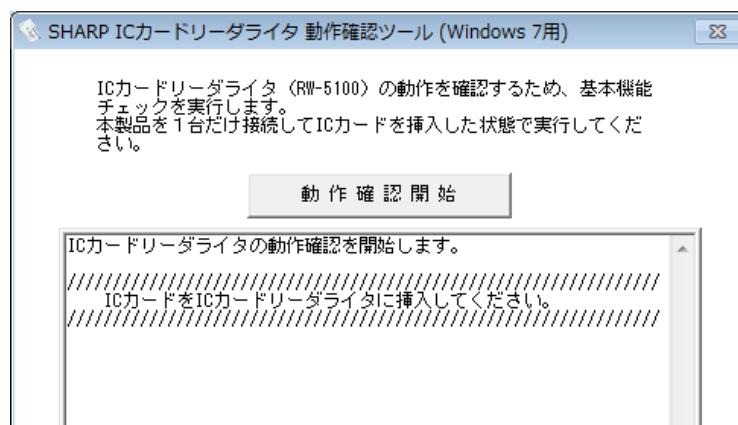 SHARP ICカードリーダライタ 動作確認ツール (Windows 7用)
ICカードリーダライタ（RW-5100）の動作を確認するため、基本機能
チェックを実行します。
本製品を１台だけ接続してICカードを挿入した状態で実行してくだ
さい。
動 作 確 認 開 始
ICカードリーダライタの動作確認を開始します。
////////////////////////////////////////////////////////////////
ICカードをICカードリーダライタに挿入してください。
////////////////////////////////////////////////////////////////